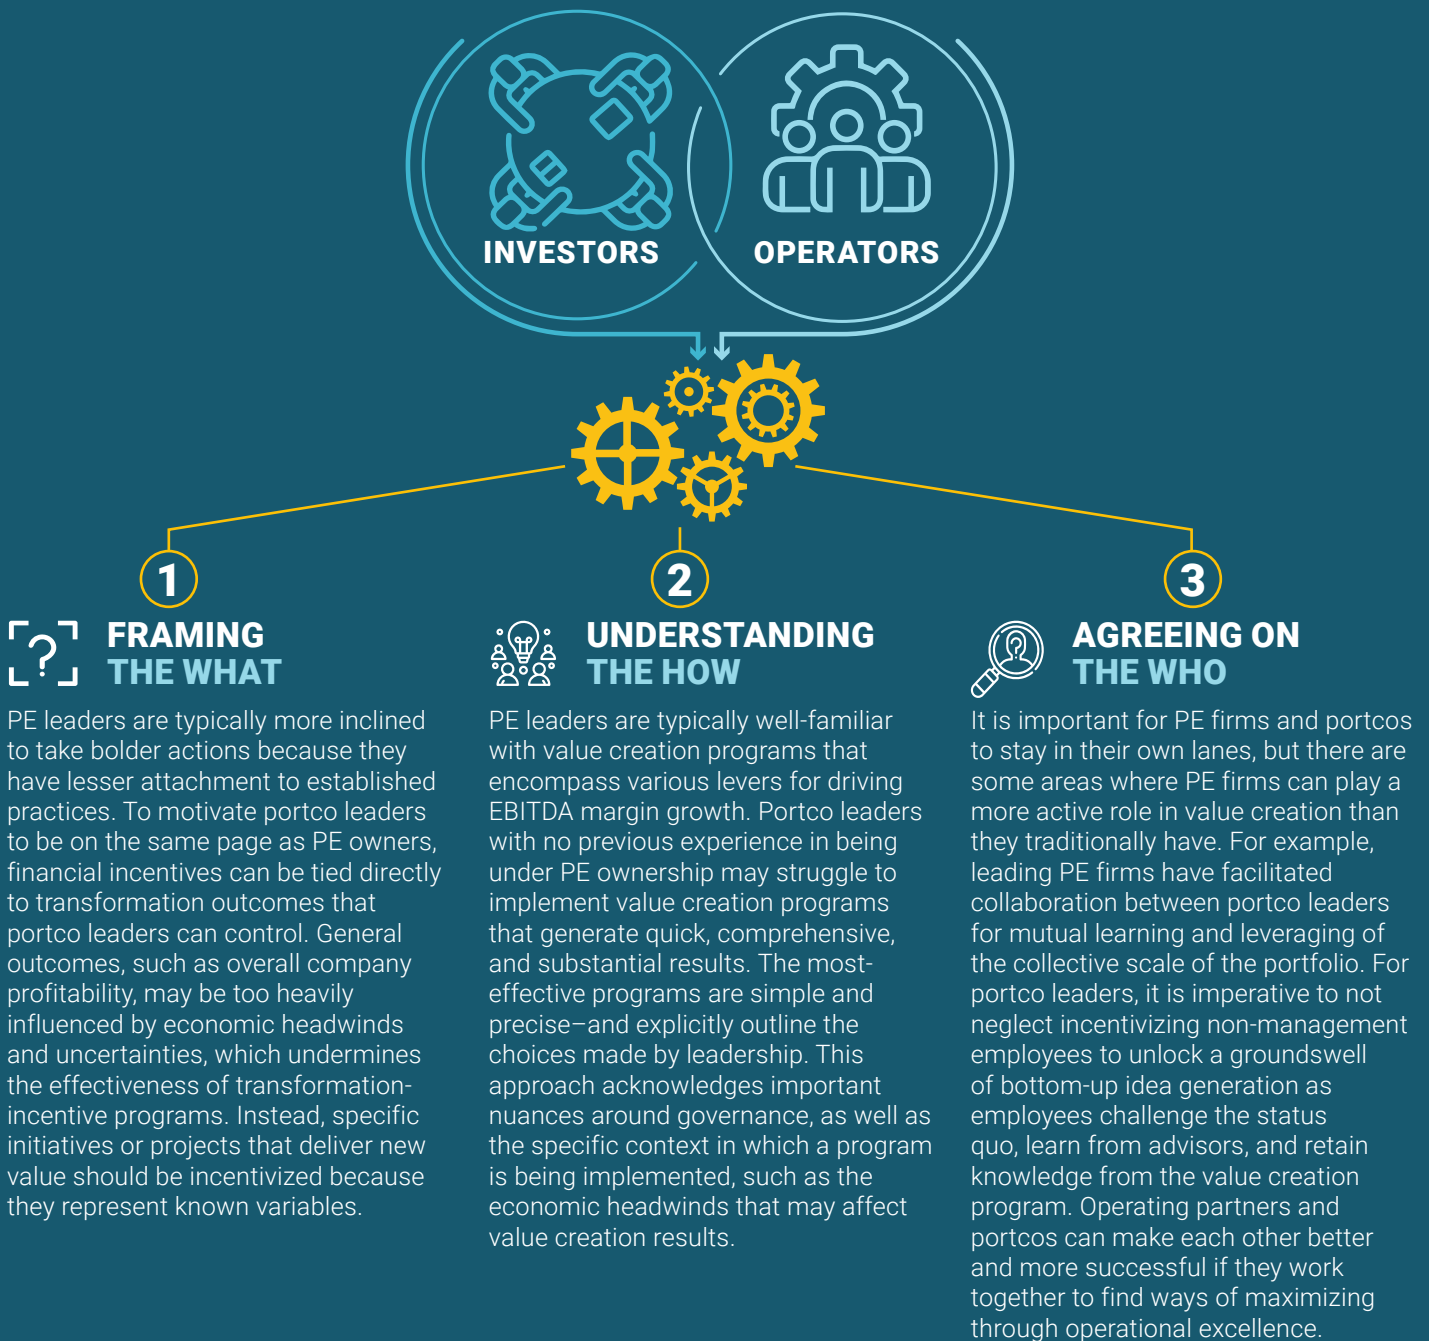 INVESTORS
OPERATORS
1
FRAMING
THE WHAT
PE leaders are typically more inclined
to take bolder actions because they
have lesser attachment to established
practices. To motivate portco leaders
to be on the same page as PE owners,
financial incentives can be tied directly
to transformation outcomes that
portco leaders can control. General
outcomes, such as overall company
profitability, may be too heavily
influenced by economic headwinds
and uncertainties, which undermines
the effectiveness of transformation-
incentive programs. Instead, specific
initiatives or projects that deliver new
value should be incentivized because
they represent known variables.
2
UNDERSTANDING
THE HOW
PE leaders are typically well-familiar
with value creation programs that
encompass various levers for driving
EBITDA margin growth. Portco leaders
with no previous experience in being
under PE ownership may struggle to
implement value creation programs
that generate quick, comprehensive,
and substantial results. The most-
effective programs are simple and
precise–and explicitly outline the
choices made by leadership. This
approach acknowledges important
nuances around governance, as well as
the specific context in which a program
is being implemented, such as the
economic headwinds that may affect
value creation results.
3
AGREEING ON
THE WHO
It is important for PE firms and portcos
to stay in their own lanes, but there are
some areas where PE firms can play a
more active role in value creation than
they traditionally have. For example,
leading PE firms have facilitated
collaboration between portco leaders
for mutual learning and leveraging of
the collective scale of the portfolio. For
portco leaders, it is imperative to not
neglect incentivizing non-management
employees to unlock a groundswell
of bottom-up idea generation as
employees challenge the status
quo, learn from advisors, and retain
knowledge from the value creation
program. Operating partners and
portcos can make each other better
and more successful if they work
together to find ways of maximizing
through operational excellence.